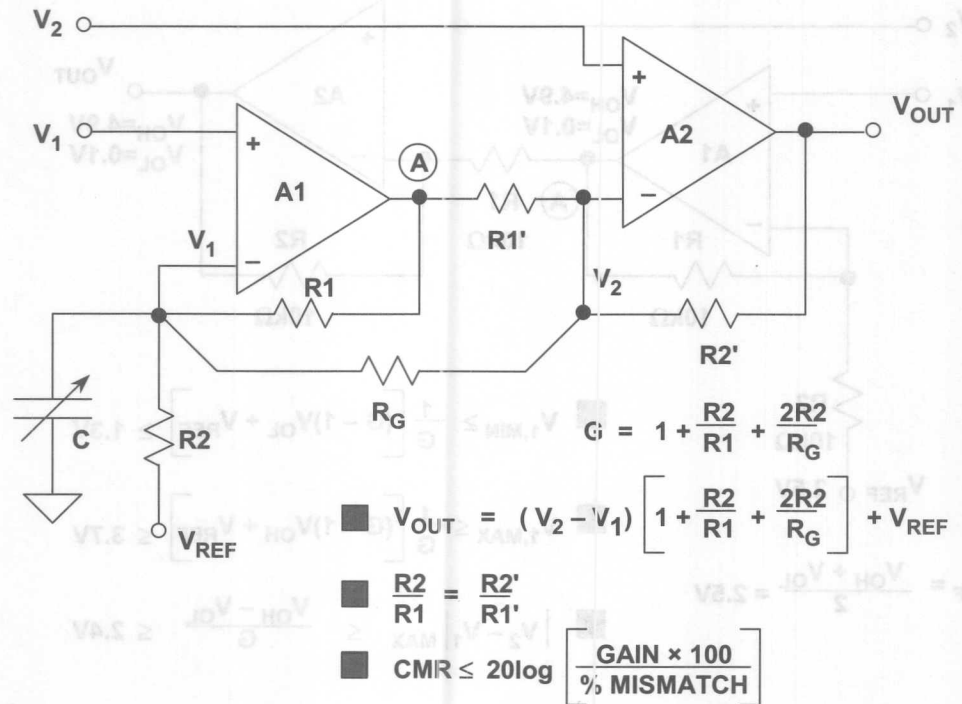 V2
V1
+
A1
−
V1
A
R1'
R1
RG
C
R2
VREF
+
A2
−
VOUT
V2
R2'
G = 1 + R2/R1 + 2R2/RG
■ VOUT = (V2 − V1) [1 + R2/R1 + 2R2/RG] + VREF
■ R2/R1 = R2'/R1'
■ CMR ≤ 20log [GAIN × 100 / % MISMATCH]